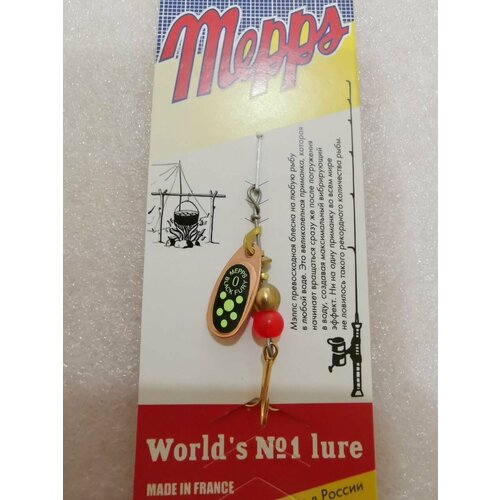 Mepps
Мэппс превосходная блесна на любую рыбу
в любой воде. Это великолепная приманка, которая
начинает вращаться сразу же после погружения
в воду, создавая максимальный вибрирующий
эффект. Ни на одну приманку во всем мире
не ловилось такого рекордного количества рыбы.
MEPPS
0
World's №1 lure
MADE IN FRANCE
в России